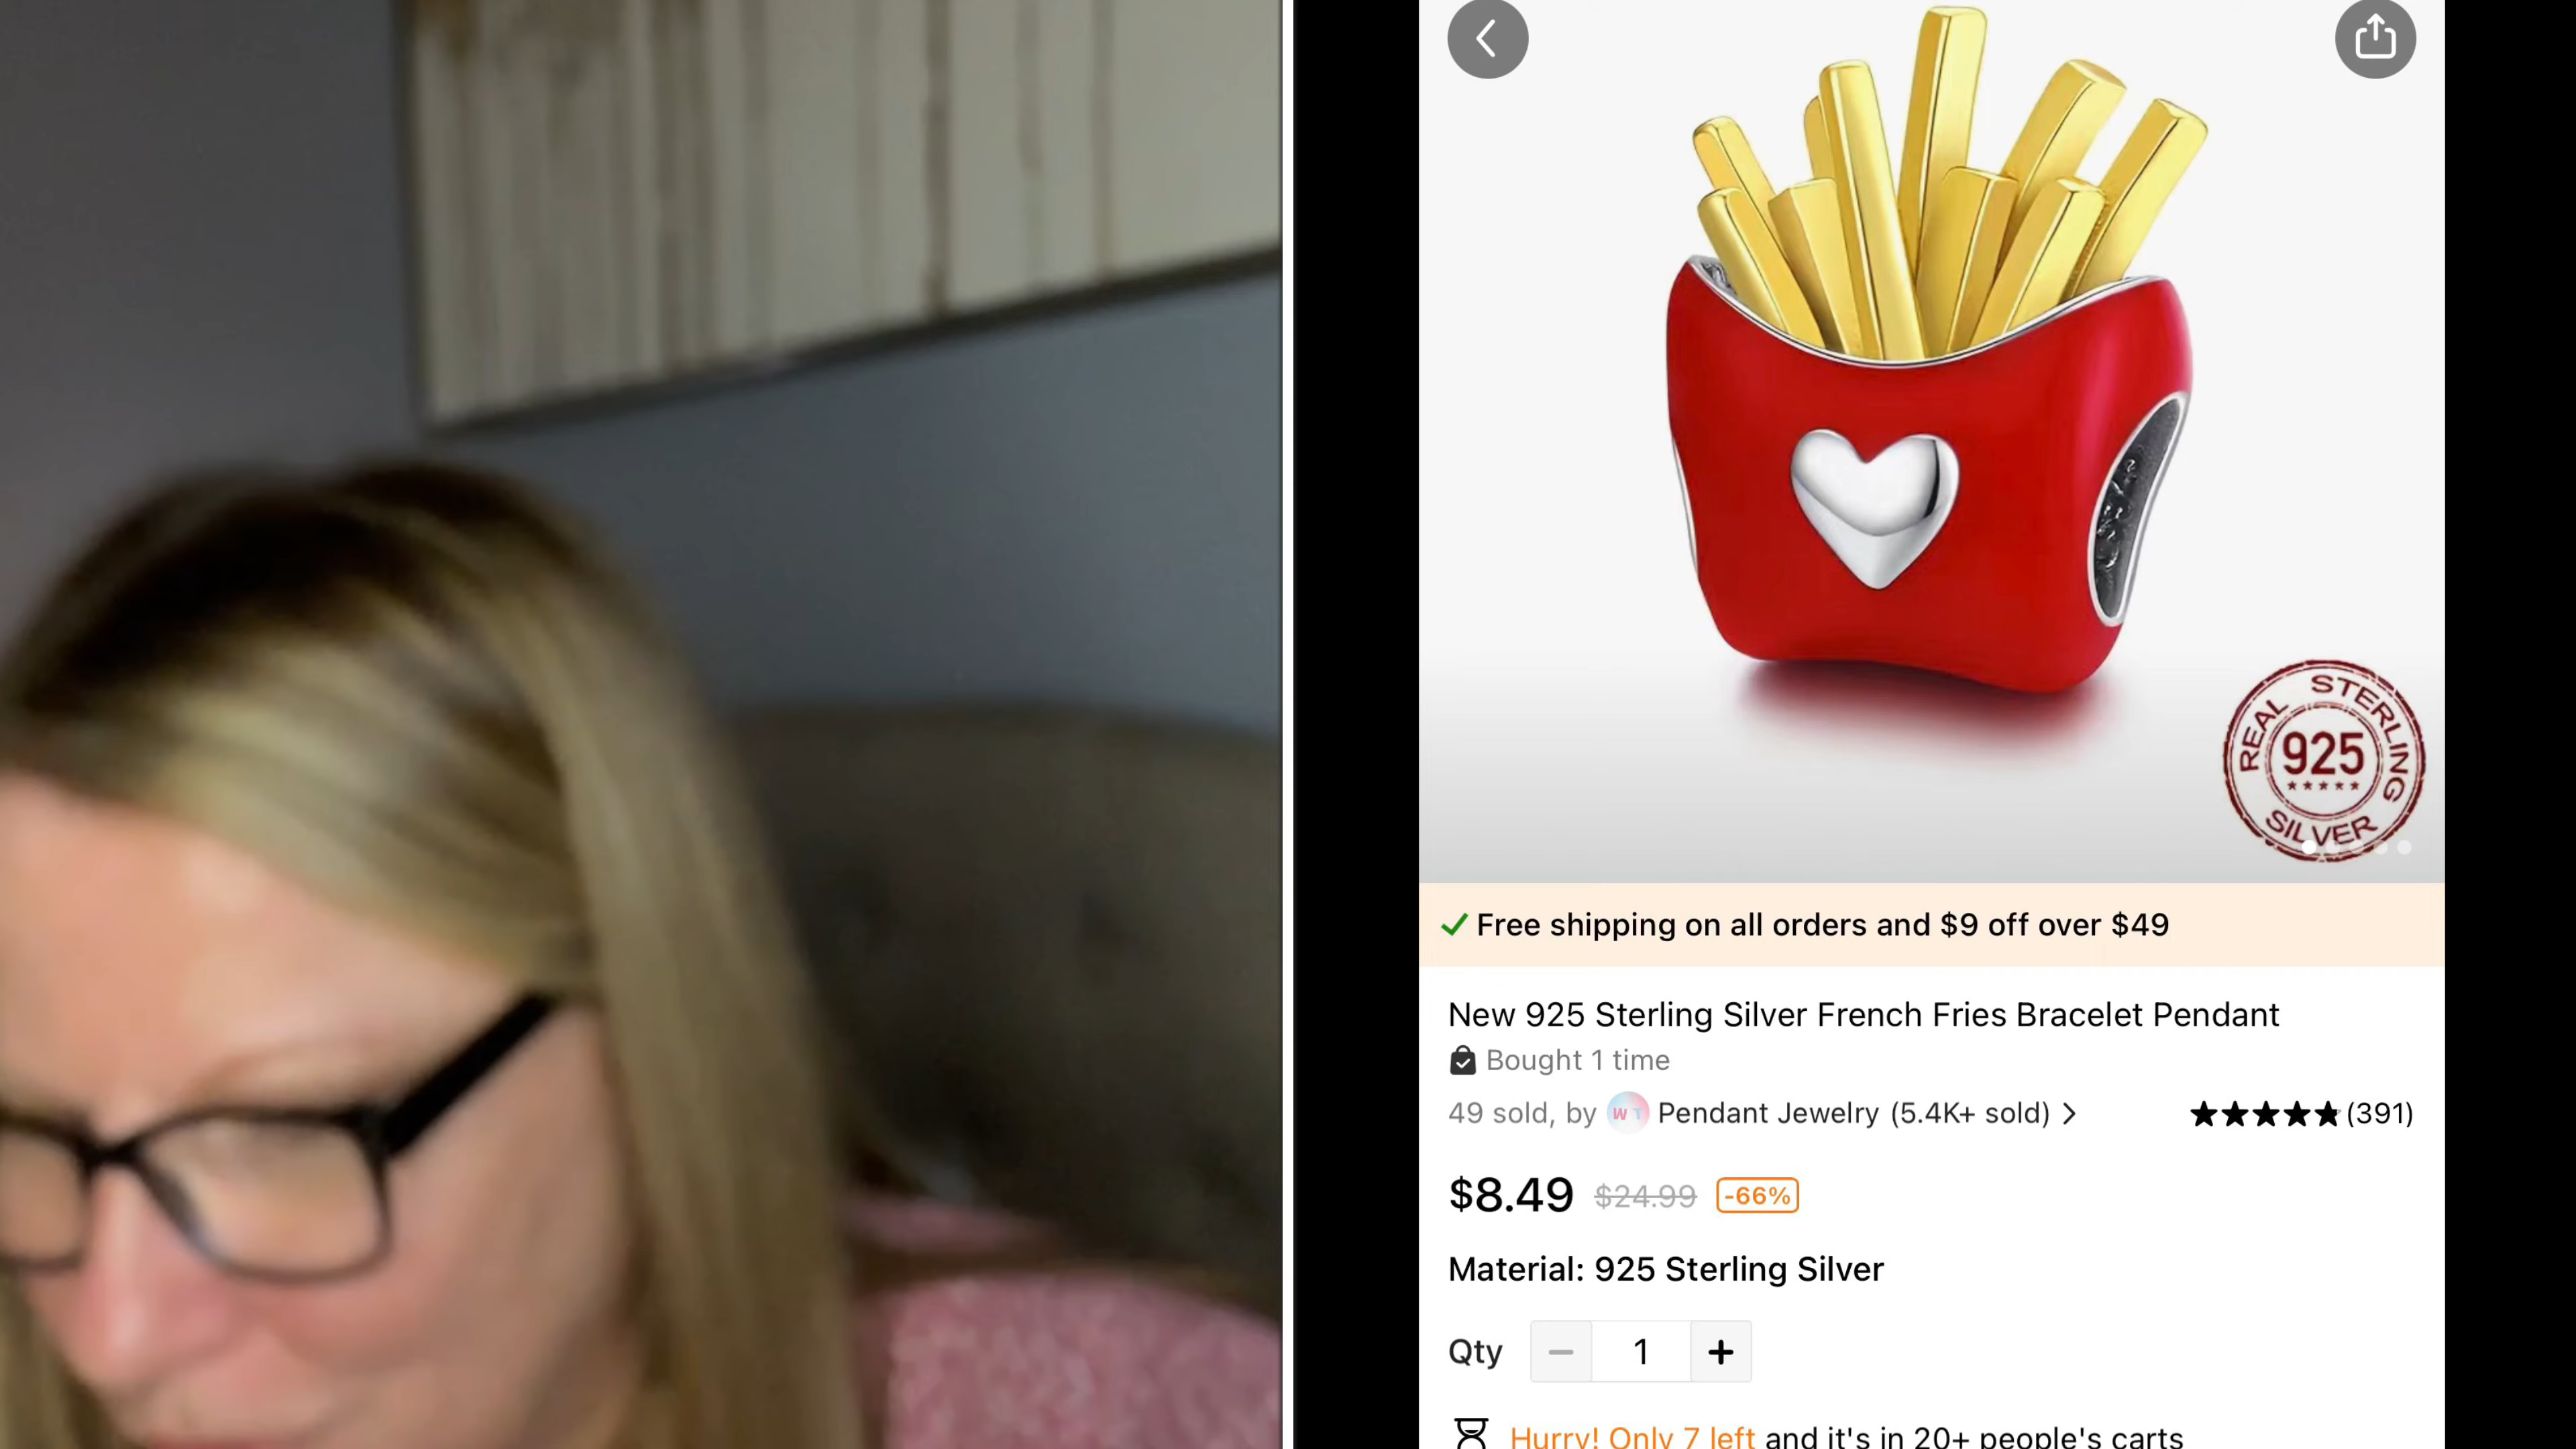 REAL STERLING SILVER
925
Free shipping on all orders and $9 off over $49
New 925 Sterling Silver French Fries Bracelet Pendant
Bought 1 time
49 sold, by WT Pendant Jewelry (5.4K+ sold)
(391)
$8.49 $24.99 -66%
Material: 925 Sterling Silver
Qty 1 +
Hurry! Only 7 left and it's in 20+ people's carts